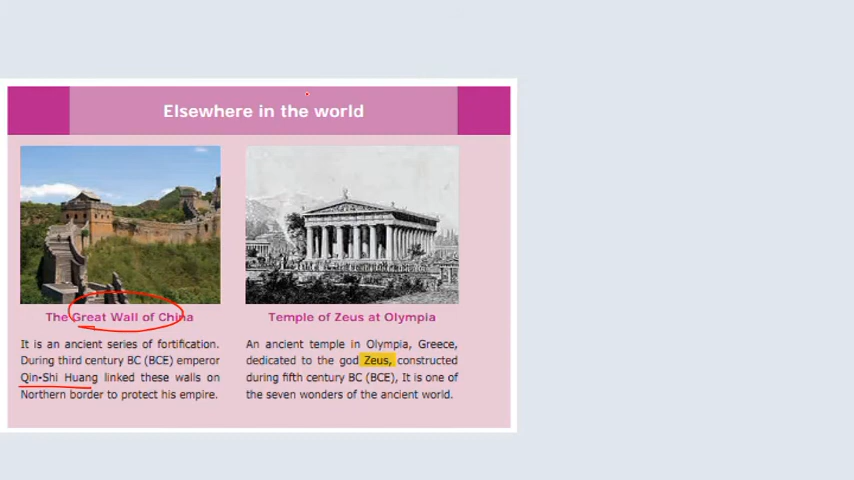 Elsewhere in the world
The Great Wall of China
It is an ancient series of fortification.
During third century BC (BCE) emperor
Qin-Shi Huang linked these walls on
Northern border to protect his empire.
Temple of Zeus at Olympia
An ancient temple in Olympia, Greece,
dedicated to the god Zeus, constructed
during fifth century BC (BCE), It is one of
the seven wonders of the ancient world.